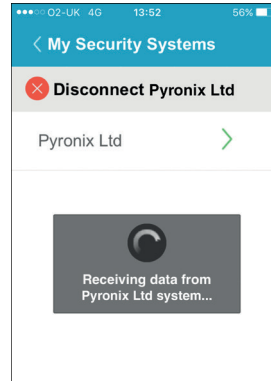 O2-UK 4G 13:52 56%
My Security Systems
Disconnect Pyronix Ltd
Pyronix Ltd
Receiving data from
Pyronix Ltd system...